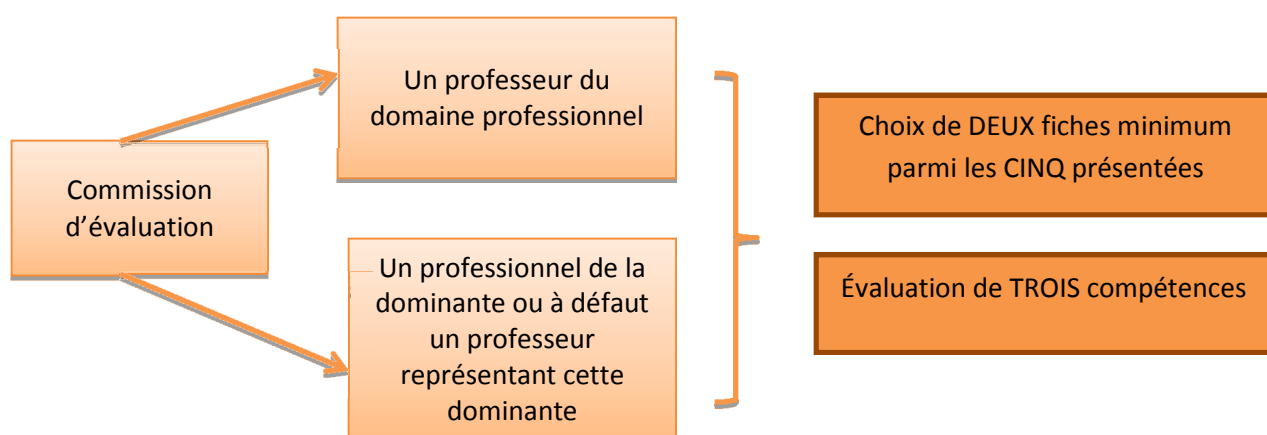 Commission
d’évaluation
Un professeur du
domaine professionnel
Un professionnel de la
dominante ou à défaut
un professeur
représentant cette
dominante
Choix de DEUX fiches minimum
parmi les CINQ présentées
Évaluation de TROIS compétences